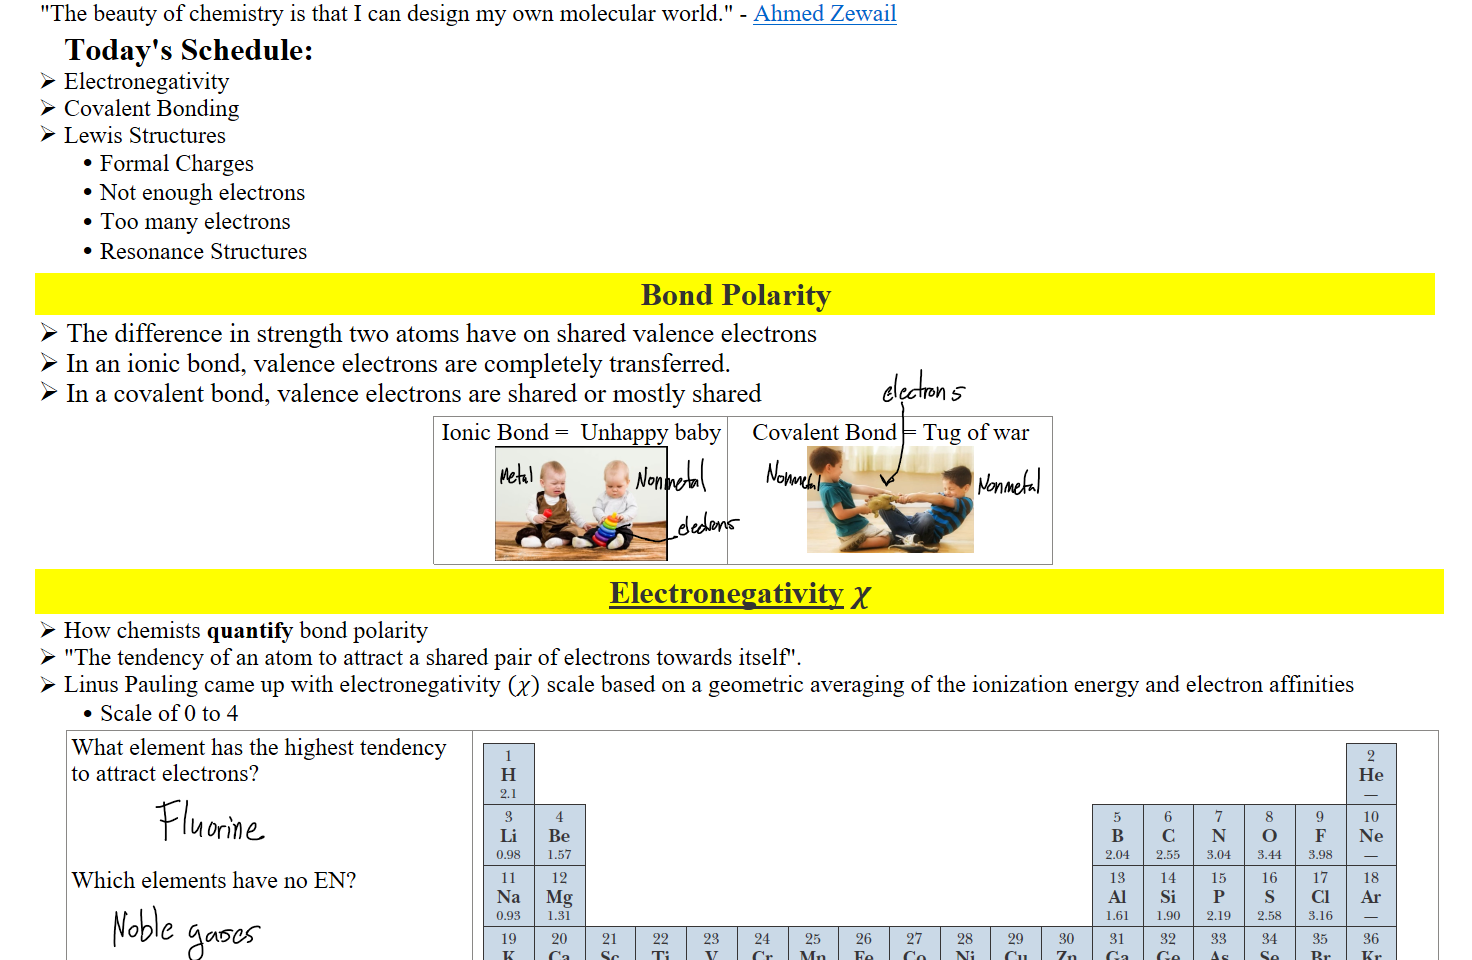 "The beauty of chemistry is that I can design my own molecular world." - Ahmed Zewail
Today's Schedule:
➢ Electronegativity
➢ Covalent Bonding
➢ Lewis Structures
• Formal Charges
• Not enough electrons
• Too many electrons
• Resonance Structures
Bond Polarity
➢ The difference in strength two atoms have on shared valence electrons
➢ In an ionic bond, valence electrons are completely transferred.
➢ In a covalent bond, valence electrons are shared or mostly shared
electrons
Ionic Bond = Unhappy baby
Metal
Nonmetal
electrons
Covalent Bond = Tug of war
Nonmetal
Nonmetal
Electronegativity χ
➢ How chemists quantify bond polarity
➢ "The tendency of an atom to attract a shared pair of electrons towards itself".
➢ Linus Pauling came up with electronegativity (χ) scale based on a geometric averaging of the ionization energy and electron affinities
• Scale of 0 to 4
What element has the highest tendency
to attract electrons?
Fluorine
Which elements have no EN?
Noble gases
1 2
H He
2.1 —
3 4 5 6 7 8 9 10
Li Be B C N O F Ne
0.98 1.57 2.04 2.55 3.04 3.44 3.98 —
11 12 13 14 15 16 17 18
Na Mg Al Si P S Cl Ar
0.93 1.31 1.61 1.90 2.19 2.58 3.16 —
19 20 21 22 23 24 25 26 27 28 29 30 31 32 33 34 35 36
K Ca Sc Ti V Cr Mn Fe Co Ni Cu Zn Ga Ge As Se Br Kr